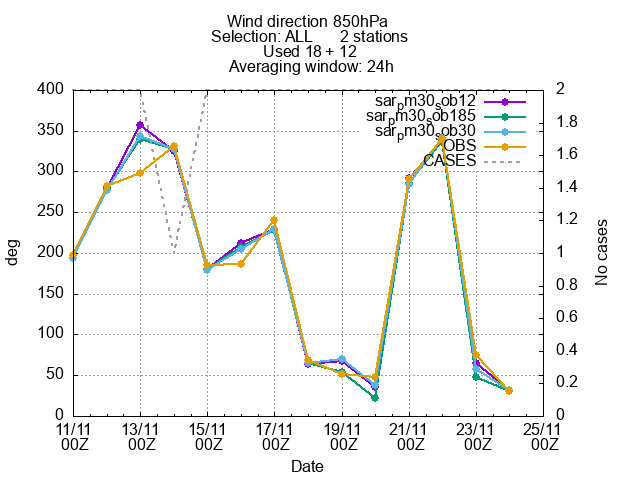 Wind direction 850hPa
Selection: ALL 2 stations
Used 18 + 12
Averaging window: 24h
sar_pm30_sob12
sar_pm30_sob185
sar_pm30_sob30
OBS
CASES
deg
400
350
300
250
200
150
100
50
0
No cases
2
1.8
1.6
1.4
1.2
1
0.8
0.6
0.4
0.2
0
11/11 13/11 15/11 17/11 19/11 21/11 23/11 25/11
00Z 00Z 00Z 00Z 00Z 00Z 00Z 00Z
Date